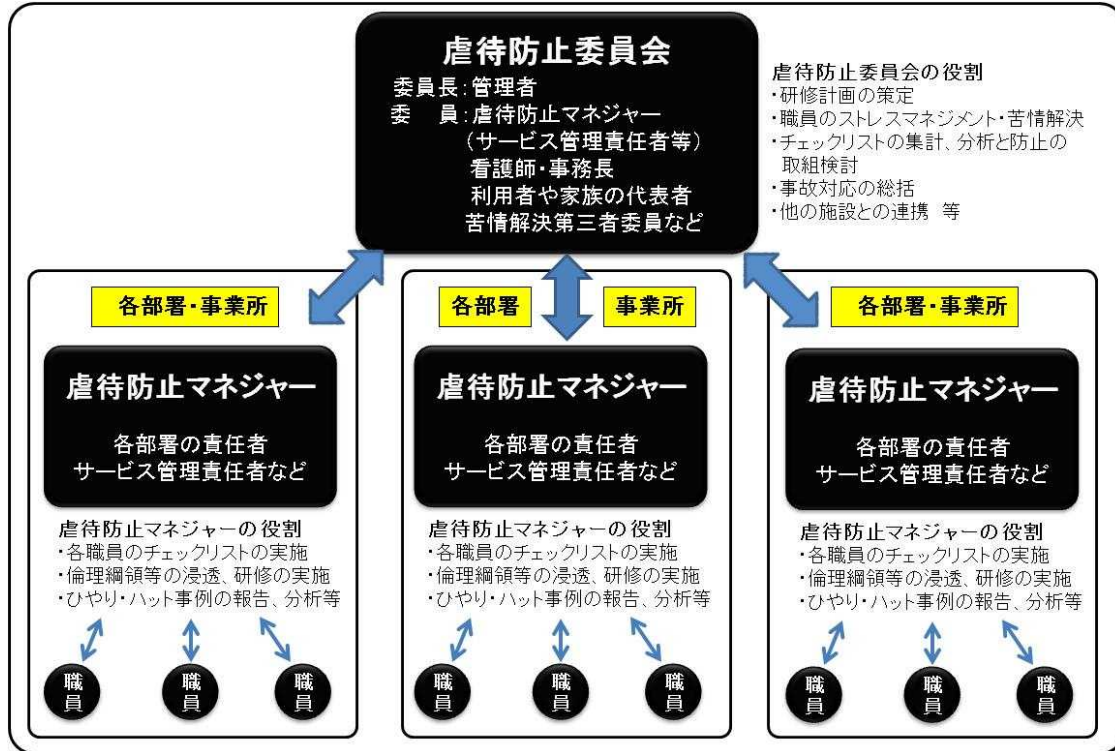 虐待防止委員会
委員長:管理者
委　員:虐待防止マネジャー
(サービス管理責任者等)
看護師・事務長
利用者や家族の代表者
苦情解決第三者委員など
虐待防止委員会の役割
・研修計画の策定
・職員のストレスマネジメント・苦情解決
・チェックリストの集計、分析と防止の
取組検討
・事故対応の総括
・他の施設との連携　等
各部署・事業所
虐待防止マネジャー
各部署の責任者
サービス管理責任者など
虐待防止マネジャーの役割
・各職員のチェックリストの実施
・倫理綱領等の浸透、研修の実施
・ひやり・ハット事例の報告、分析等
職員
職員
職員
各部署
事業所
虐待防止マネジャー
各部署の責任者
サービス管理責任者など
虐待防止マネジャーの役割
・各職員のチェックリストの実施
・倫理綱領等の浸透、研修の実施
・ひやり・ハット事例の報告、分析等
職員
職員
職員
各部署・事業所
虐待防止マネジャー
各部署の責任者
サービス管理責任者など
虐待防止マネジャーの役割
・各職員のチェックリストの実施
・倫理綱領等の浸透、研修の実施
・ひやり・ハット事例の報告、分析等
職員
職員
職員